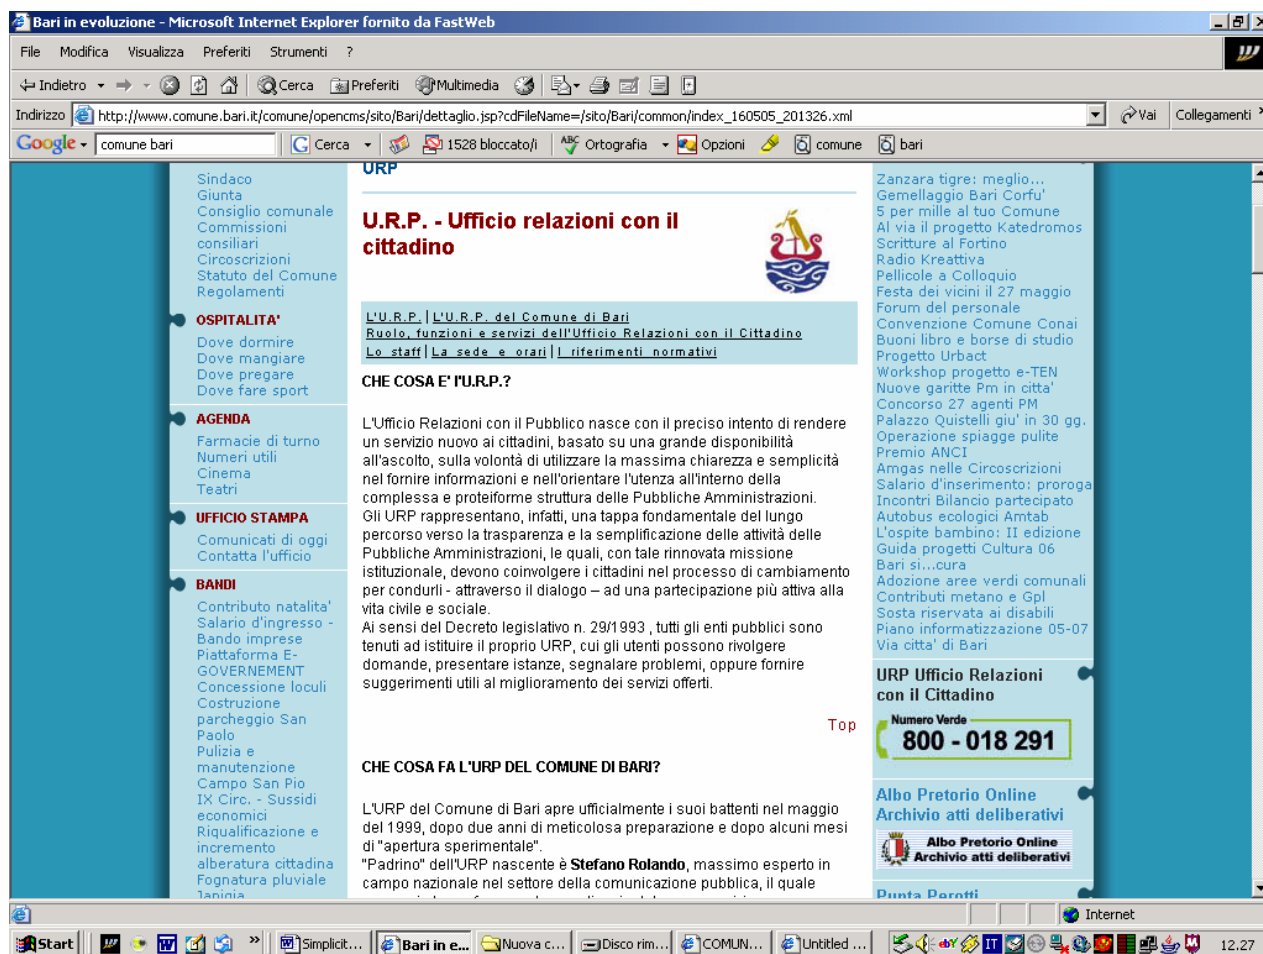 Bari in evoluzione - Microsoft Internet Explorer fornito da FastWeb
File Modifica Visualizza Preferiti Strumenti ?
Indietro Cerca Preferiti Multimedia
Indirizzo http://www.comune.bari.it/comune/opencms/sito/Bari/dettaglio.jsp?cdFileName=/sito/Bari/common/index_160505_201326.xml Vai Collegamenti »
Google comune bari Cerca 1528 bloccato/i Ortografia Opzioni comune bari
Sindaco
Giunta
Consiglio comunale
Commissioni
consiliari
Circoscrizioni
Statuto del Comune
Regolamenti
OSPITALITA'
Dove dormire
Dove mangiare
Dove pregare
Dove fare sport
AGENDA
Farmacie di turno
Numeri utili
Cinema
Teatri
UFFICIO STAMPA
Comunicati di oggi
Contatta l'ufficio
BANDI
Contributo natalita'
Salario d'ingresso -
Bando imprese
Piattaforma E-
GOVERNEMENT
Concessione loculi
Costruzione
parcheggio San
Paolo
Pulizia e
manutenzione
Campo San Pio
IX Circ. - Sussidi
economici
Riqualificazione e
incremento
alberatura cittadina
Fognatura pluviale
Japigia
URP
U.R.P. - Ufficio relazioni con il
cittadino
L'U.R.P. | L'U.R.P. del Comune di Bari
Ruolo, funzioni e servizi dell'Ufficio Relazioni con il Cittadino
Lo staff | La sede e orari | I riferimenti normativi
CHE COSA E' l'U.R.P.?
L'Ufficio Relazioni con il Pubblico nasce con il preciso intento di rendere
un servizio nuovo ai cittadini, basato su una grande disponibilità
all'ascolto, sulla volontà di utilizzare la massima chiarezza e semplicità
nel fornire informazioni e nell'orientare l'utenza all'interno della
complessa e proteiforme struttura delle Pubbliche Amministrazioni.
Gli URP rappresentano, infatti, una tappa fondamentale del lungo
percorso verso la trasparenza e la semplificazione delle attività delle
Pubbliche Amministrazioni, le quali, con tale rinnovata missione
istituzionale, devono coinvolgere i cittadini nel processo di cambiamento
per condurli - attraverso il dialogo – ad una partecipazione più attiva alla
vita civile e sociale.
Ai sensi del Decreto legislativo n. 29/1993 , tutti gli enti pubblici sono
tenuti ad istituire il proprio URP, cui gli utenti possono rivolgere
domande, presentare istanze, segnalare problemi, oppure fornire
suggerimenti utili al miglioramento dei servizi offerti.
Top
CHE COSA FA L'URP DEL COMUNE DI BARI?
L'URP del Comune di Bari apre ufficialmente i suoi battenti nel maggio
del 1999, dopo due anni di meticolosa preparazione e dopo alcuni mesi
di "apertura sperimentale".
"Padrino" dell'URP nascente è Stefano Rolando, massimo esperto in
campo nazionale nel settore della comunicazione pubblica, il quale
Zanzara tigre: meglio...
Gemellaggio Bari Corfu'
5 per mille al tuo Comune
Al via il progetto Katedromos
Scritture al Fortino
Radio Kreattiva
Pellicole a Colloquio
Festa dei vicini il 27 maggio
Forum del personale
Convenzione Comune Conai
Buoni libro e borse di studio
Progetto Urbact
Workshop progetto e-TEN
Nuove garitte Pm in citta'
Concorso 27 agenti PM
Palazzo Quistelli giu' in 30 gg.
Operazione spiagge pulite
Premio ANCI
Amgas nelle Circoscrizioni
Salario d'inserimento: proroga
Incontri Bilancio partecipato
Autobus ecologici Amtab
L'ospite bambino: II edizione
Guida progetti Cultura 06
Bari si...cura
Adozione aree verdi comunali
Contributi metano e Gpl
Sosta riservata ai disabili
Piano informatizzazione 05-07
Via citta' di Bari
URP Ufficio Relazioni
con il Cittadino
Numero Verde
800 - 018 291
Albo Pretorio Online
Archivio atti deliberativi
Albo Pretorio Online
Archivio atti deliberativi
Punta Perotti
Internet
Start » Simplicit... Bari in e... Nuova c... Disco rim... COMUN... Untitled ... IT 12.27